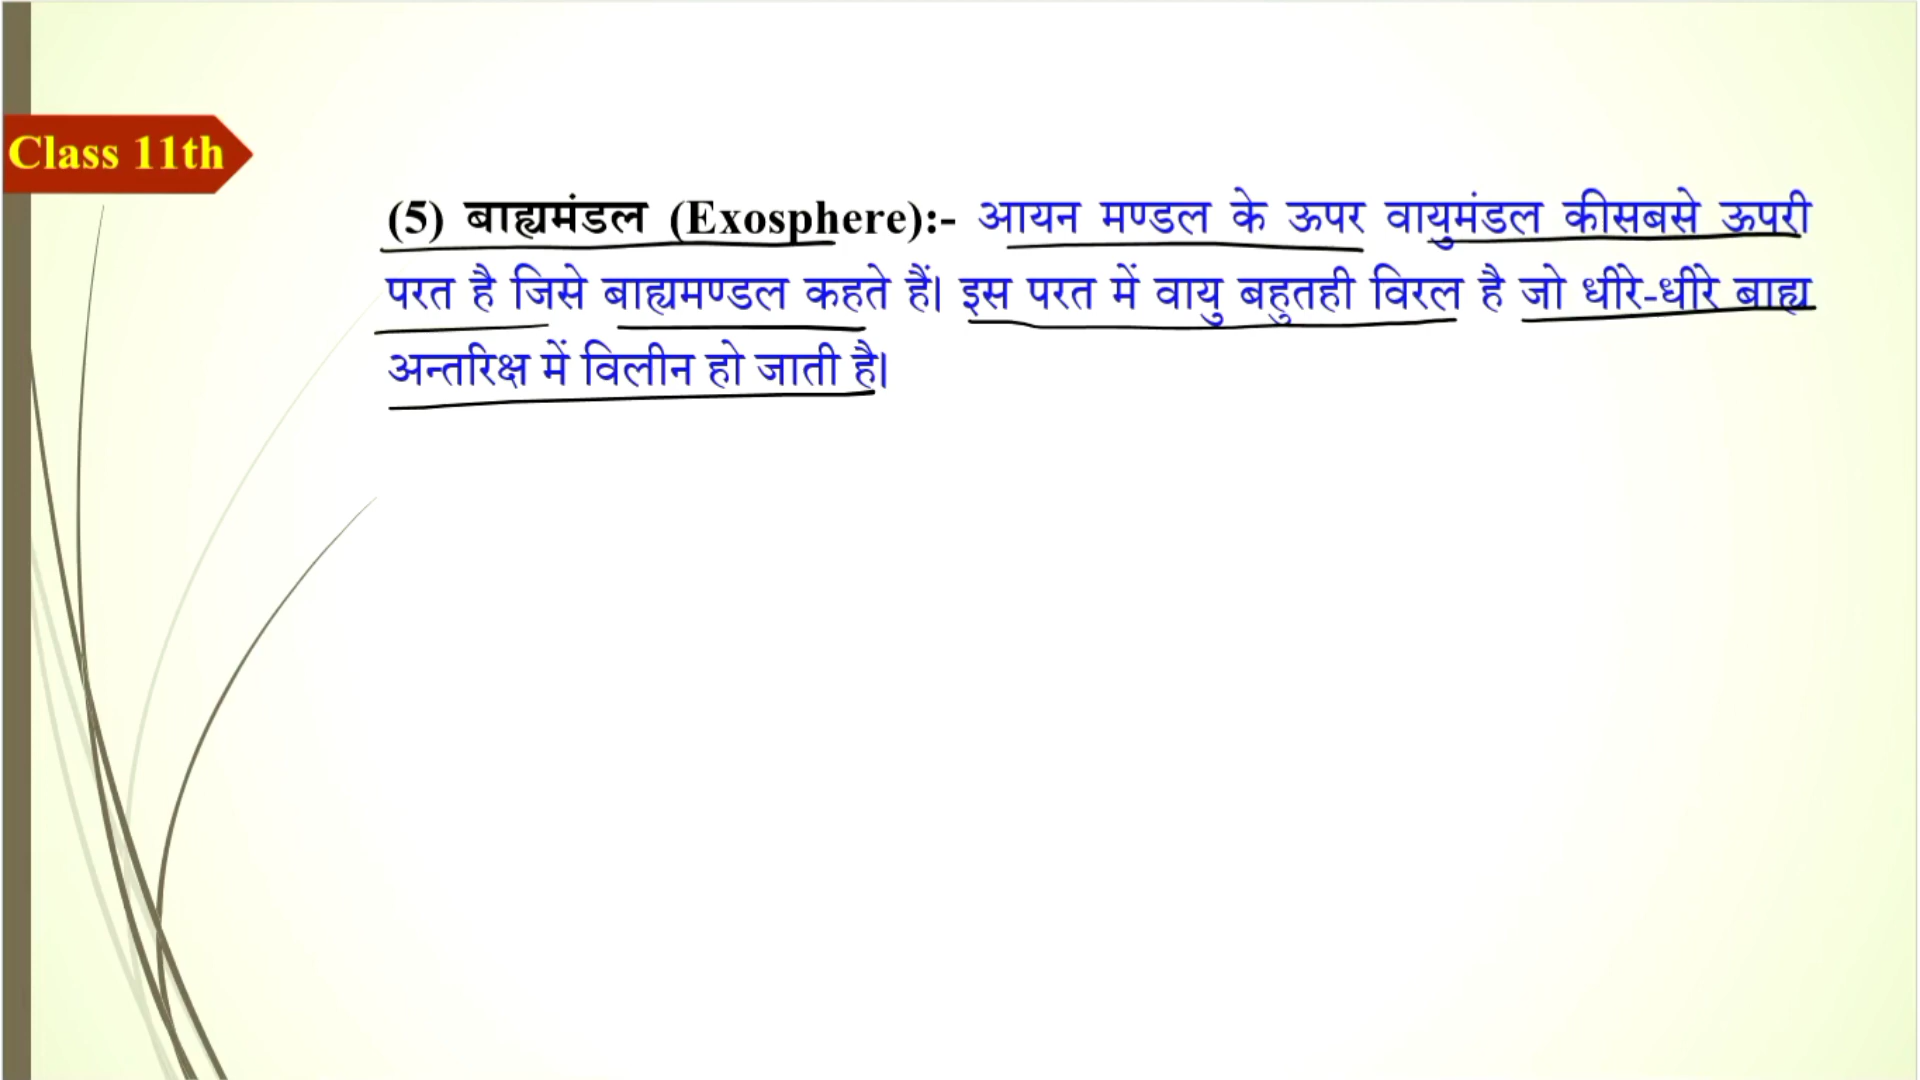 Class 11th
(5) बाह्यमंडल (Exosphere):- आयन मण्डल के ऊपर वायुमंडल कीसबसे ऊपरी
परत है जिसे बाह्यमण्डल कहते हैं। इस परत में वायु बहुतही विरल है जो धीरे-धीरे बाह्य
अन्तरिक्ष में विलीन हो जाती है।